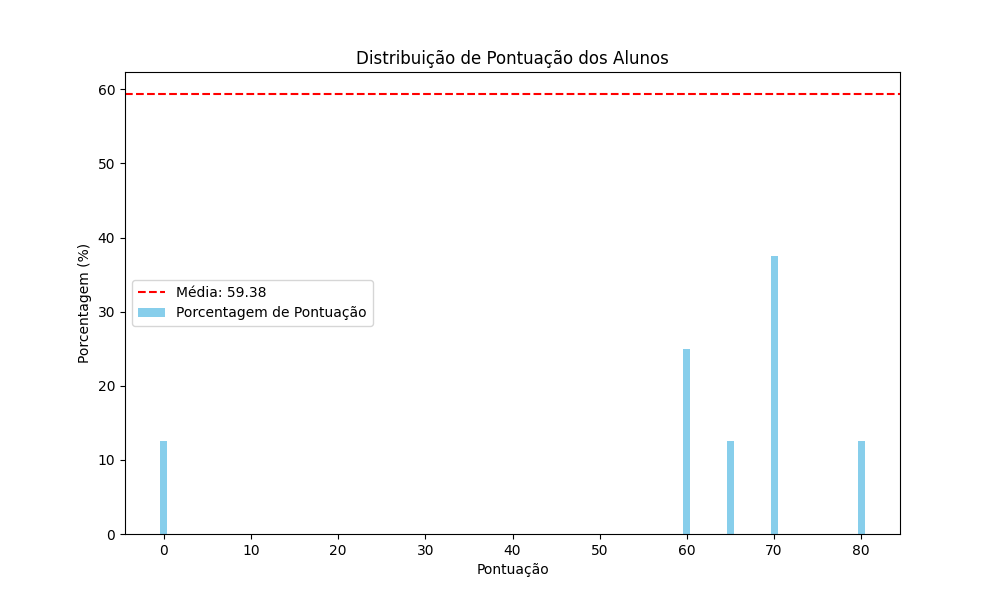 Distribuição de Pontuação dos Alunos
60
50
40
30
20
10
0
Porcentagem (%)
Média: 59.38
Porcentagem de Pontuação
0 10 20 30 40 50 60 70 80
Pontuação